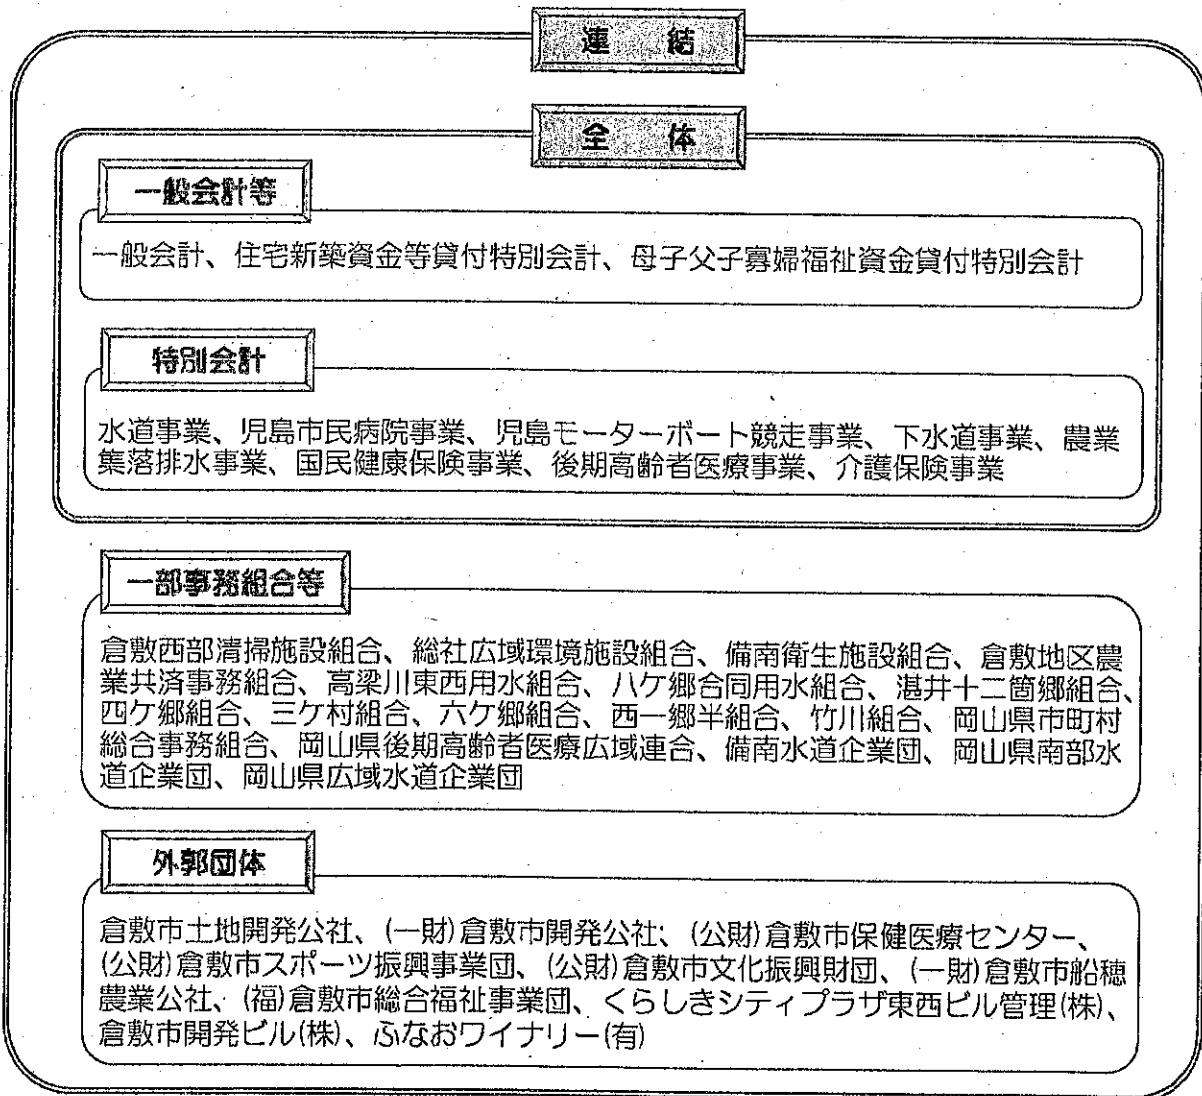 連 結
全 体
一般会計等
一般会計、住宅新築資金等貸付特別会計、母子父子寡婦福祉資金貸付特別会計
特別会計
水道事業、児島市民病院事業、児島モーターボート競走事業、下水道事業、農業
集落排水事業、国民健康保険事業、後期高齢者医療事業、介護保険事業
一部事務組合等
倉敷西部清掃施設組合、総社広域環境施設組合、備南衛生施設組合、倉敷地区農
業共済事務組合、高梁川東西用水組合、八ケ郷合同用水組合、湛井十二箇郷組合、
四ケ郷組合、三ケ村組合、六ケ郷組合、西一郷半組合、竹川組合、岡山県市町村
総合事務組合、岡山県後期高齢者医療広域連合、備南水道企業団、岡山県南部水
道企業団、岡山県広域水道企業団
外郭団体
倉敷市土地開発公社、(一財)倉敷市開発公社、(公財)倉敷市保健医療センター、
(公財)倉敷市スポーツ振興事業団、(公財)倉敷市文化振興財団、(一財)倉敷市船穂
農業公社、(福)倉敷市総合福祉事業団、くらしきシティプラザ東西ビル管理(株)、
倉敷市開発ビル(株)、ふなおワイナリー(有)